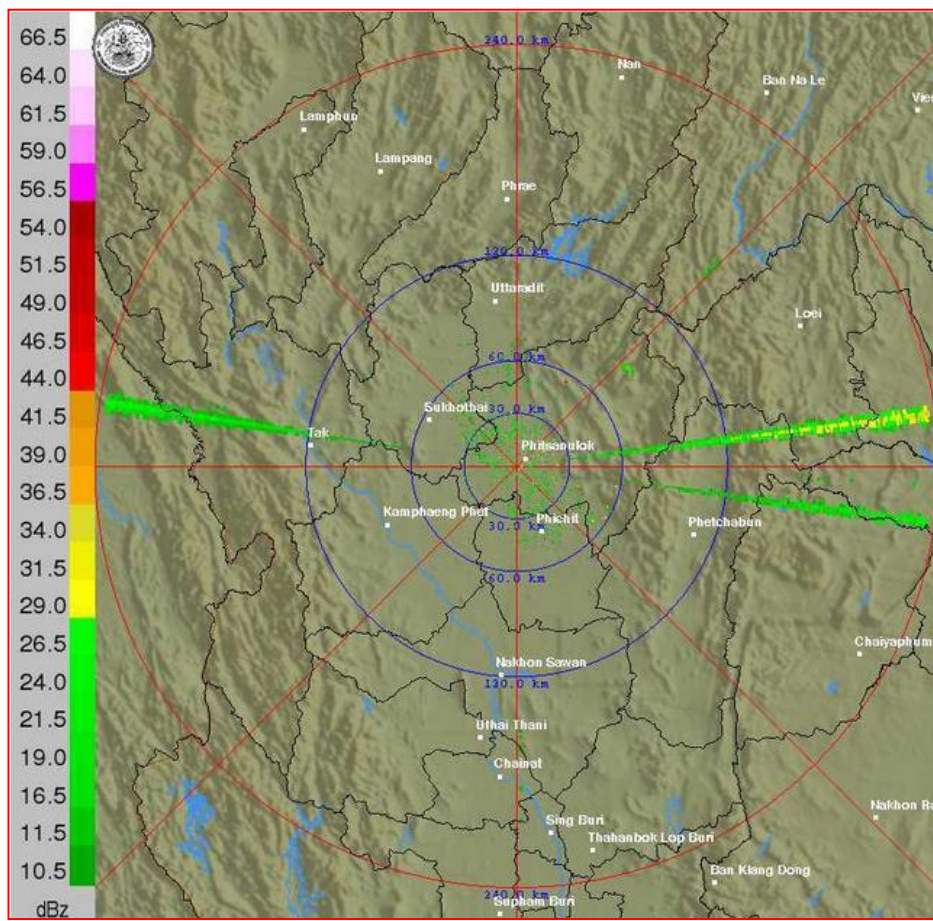 66.5
64.0
61.5
59.0
56.5
54.0
51.5
49.0
46.5
44.0
41.5
39.0
36.5
34.0
31.5
29.0
26.5
24.0
21.5
19.0
16.5
11.5
10.5
dBz
240.0 km
Nan
Ban Na Le
Lamphun
Lampang
Phrae
120.0 km
Uttaradit
Loei
60.0 km
Sukhothai
30.0 km
Tak
Phitsanulok
Kamphaeng Phet
Phichit
30.0 km
Phetchabun
60.0 km
Chaiyaphum
Nakhon Sawan
120.0 km
Uthai Thani
Chainat
Sing Buri
Nakhon Ra
Thahanbok Lop Buri
Ban Klang Dong
240.0 km
Supham Buri